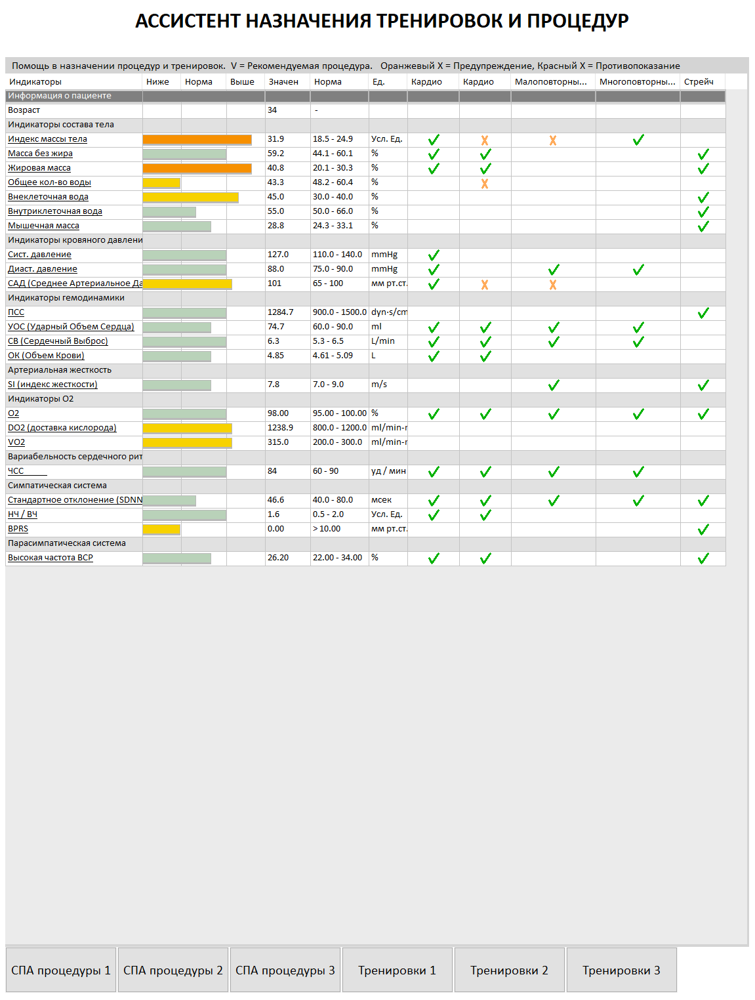 АССИСТЕНТ НАЗНАЧЕНИЯ ТРЕНИРОВОК И ПРОЦЕДУР
Помощь в назначении процедур и тренировок. V = Рекомендуемая процедура. Оранжевый X = Предупреждение, Красный X = Противопоказание
Индикаторы Ниже Норма Выше Значен Норма Ед. Кардио Кардио Малоповторны... Многоповторны... Стрейч
Информация о пациенте
Возраст 34 -
Индикаторы состава тела
Индекс массы тела 31.9 18.5 - 24.9 Усл. Ед.
Масса без жира 59.2 44.1 - 60.1 %
Жировая масса 40.8 20.1 - 30.3 %
Общее кол-во воды 43.3 48.2 - 60.4 %
Внеклеточная вода 45.0 30.0 - 40.0 %
Внутриклеточная вода 55.0 50.0 - 66.0 %
Мышечная масса 28.8 24.3 - 33.1 %
Индикаторы кровяного давлени
Сист. давление 127.0 110.0 - 140.0 mmHg
Диаст. давление 88.0 75.0 - 90.0 mmHg
САД (Среднее Артериальное Да 101 65 - 100 мм рт.ст.
Индикаторы гемодинамики
ПСС 1284.7 900.0 - 1500.0 dyn·s/cm
УОС (Ударный Объем Сердца) 74.7 60.0 - 90.0 ml
СВ (Сердечный Выброс) 6.3 5.3 - 6.5 L/min
ОК (Объем Крови) 4.85 4.61 - 5.09 L
Артериальная жесткость
SI (индекс жесткости) 7.8 7.0 - 9.0 m/s
Индикаторы O2
O2 98.00 95.00 - 100.00 %
DO2 (доставка кислорода) 1238.9 800.0 - 1200.0 ml/min-
VO2 315.0 200.0 - 300.0 ml/min-
Вариабельность сердечного рит
ЧСС 84 60 - 90 уд / мин
Симпатическая система
Стандартное отклонение (SDNN 46.6 40.0 - 80.0 мсек
НЧ / ВЧ 1.6 0.5 - 2.0 Усл. Ед.
BPRS 0.00 > 10.00 мм рт.ст.
Парасимпатическая система
Высокая частота ВСР 26.20 22.00 - 34.00 %
СПА процедуры 1 СПА процедуры 2 СПА процедуры 3 Тренировки 1 Тренировки 2 Тренировки 3